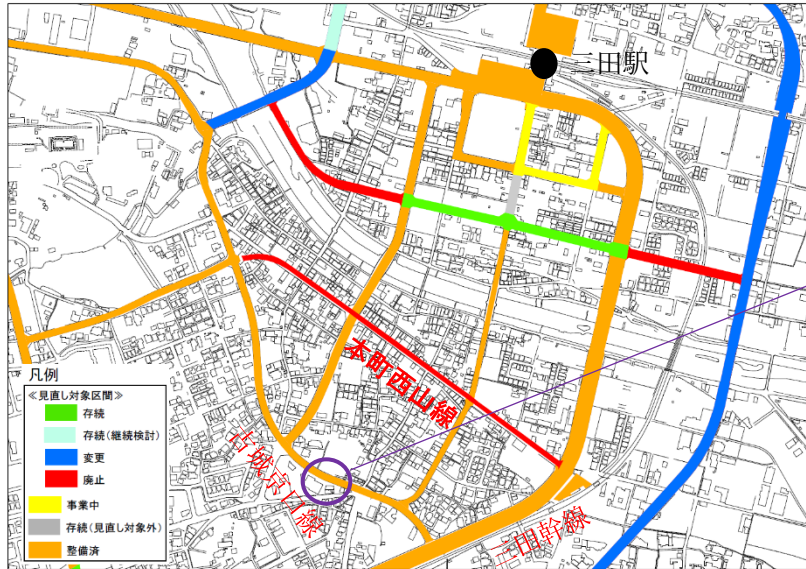 三田駅
本町西山線
古城京口線
三田幹線
凡例
≪見直し対象区間≫
存続
存続(継続検討)
変更
廃止
事業中
存続(見直し対象外)
整備済